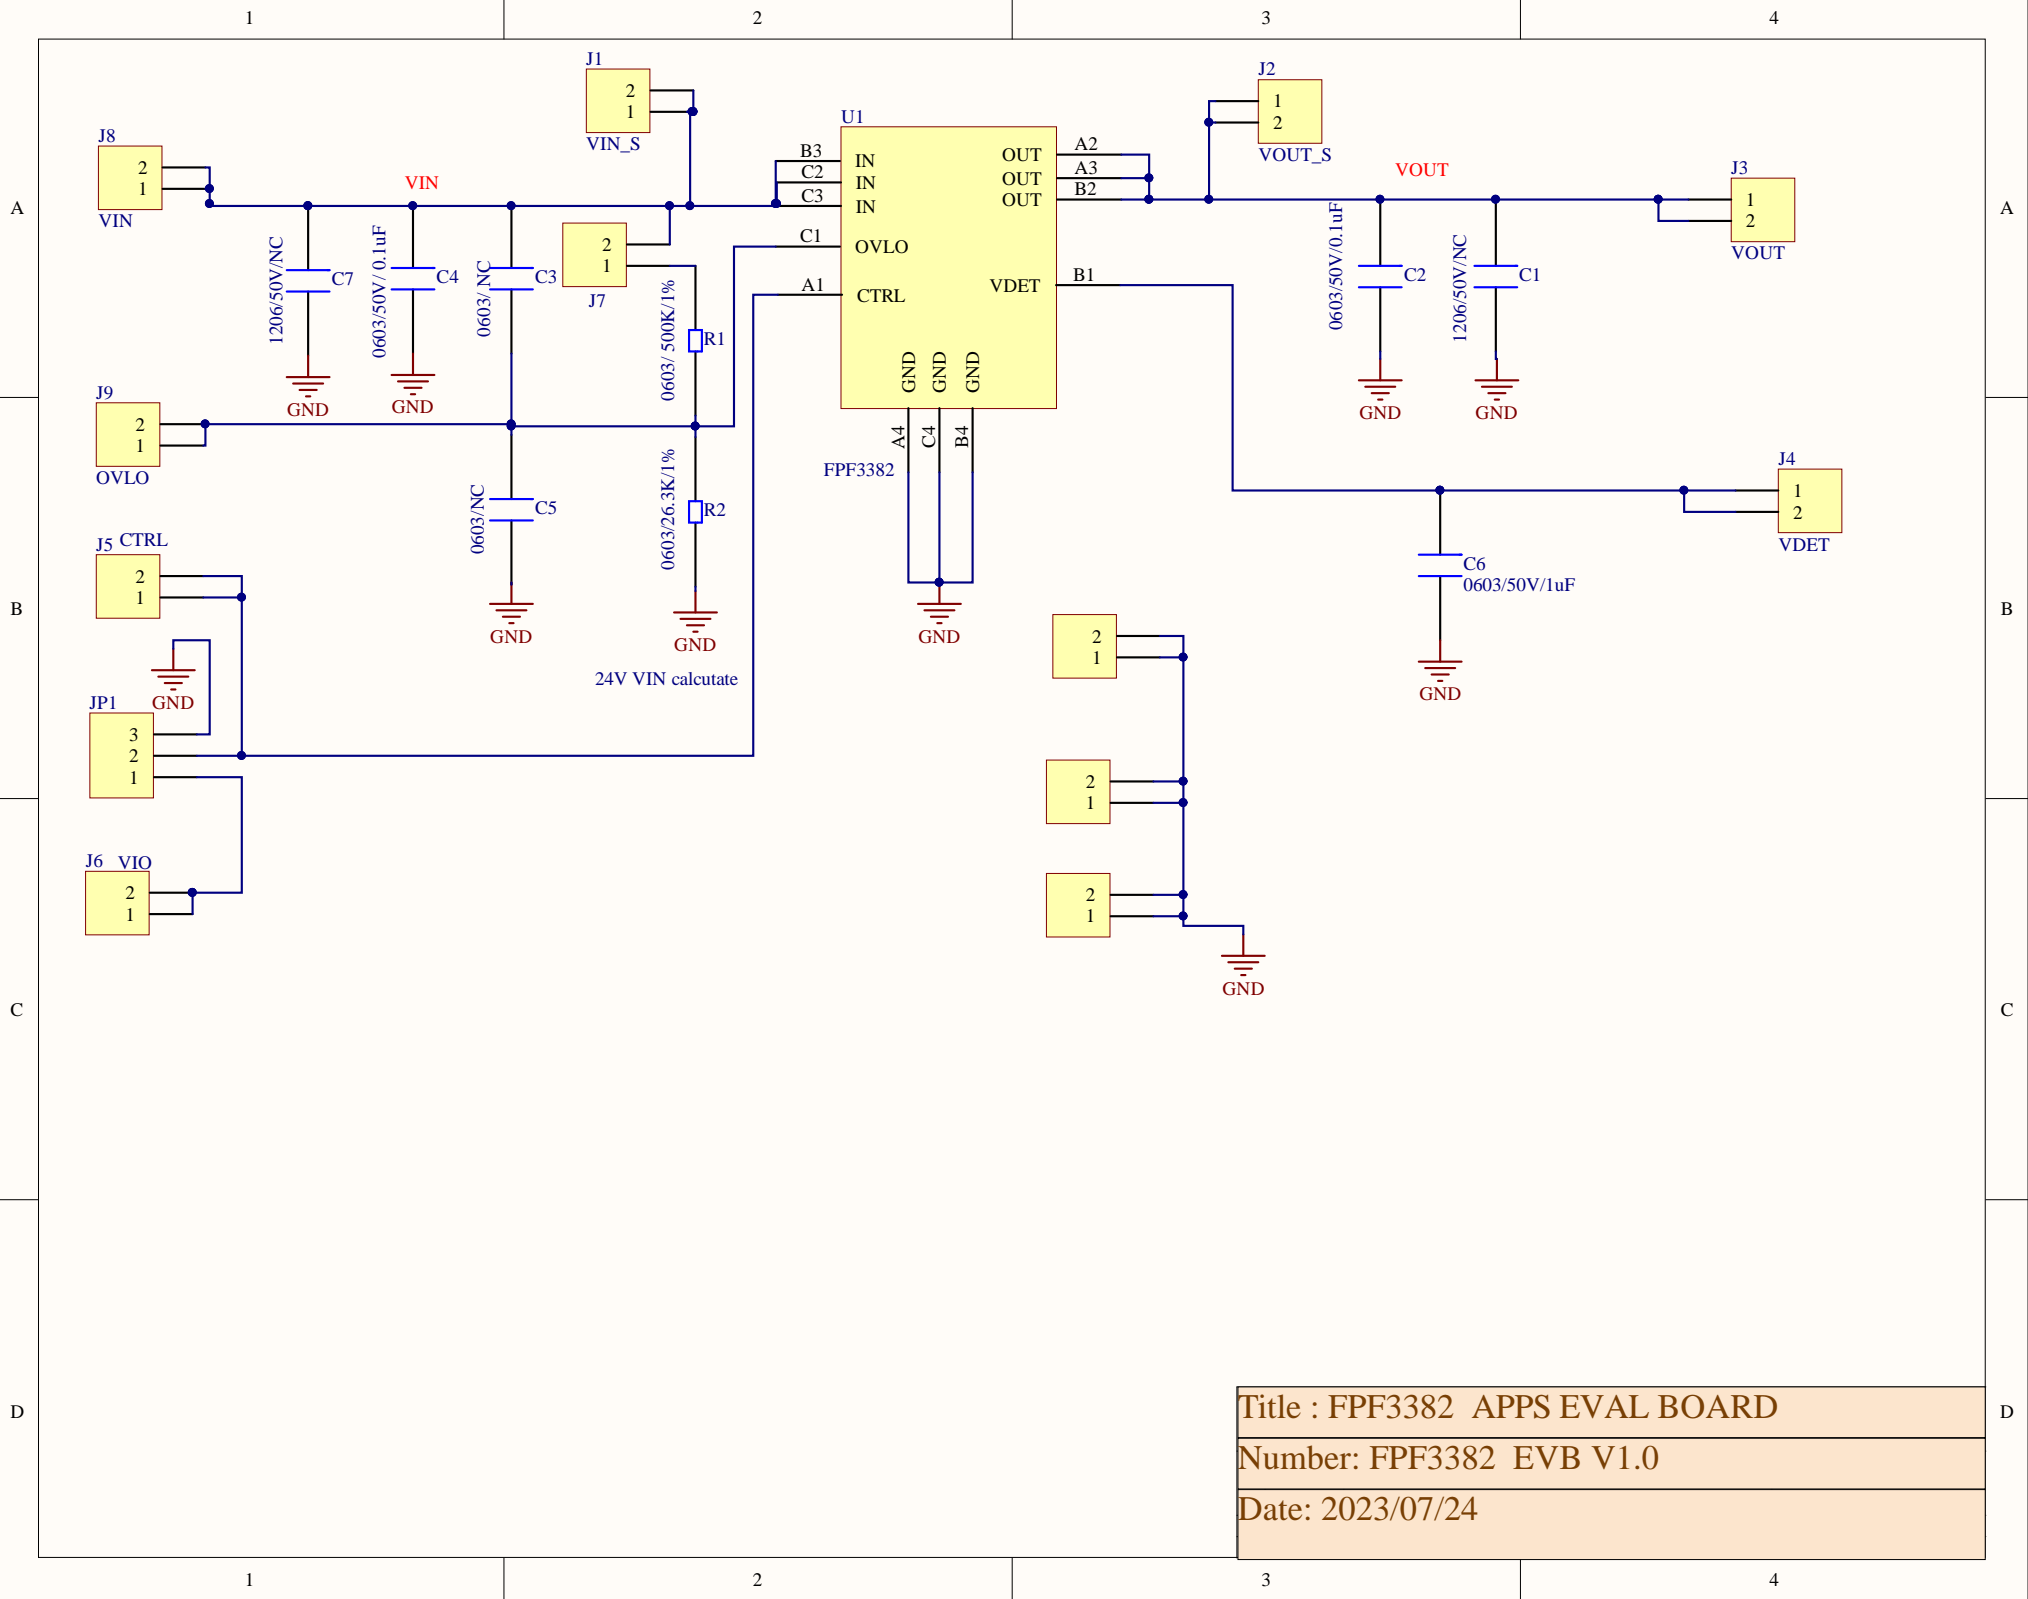 1 2 3 4
A
B
C
D
A
B
C
D
J8
2
1
VIN
VIN
J1
2
1
VIN_S
J7
2
1
1206/50V/NC
C7
GND
0603/50V/ 0.1uF
C4
GND
0603/ NC
C3
0603/ 500K/1%
R1
J9
2
1
OVLO
0603/NC
C5
GND
0603/26.3K/1%
R2
GND
24V VIN calcutate
J5 CTRL
2
1
GND
JP1
3
2
1
J6 VIO
2
1
U1
B3 IN
C2 IN
C3 IN
C1 OVLO
A1 CTRL
OUT A2
OUT A3
OUT B2
VDET B1
GND GND GND
A4 C4 B4
FPF3382
GND
J2
1
2
VOUT_S
VOUT
J3
1
2
VOUT
0603/50V/0.1uF
C2
GND
1206/50V/NC
C1
GND
J4
1
2
VDET
C6
0603/50V/1uF
GND
2
1
2
1
2
1
GND
Title : FPF3382 APPS EVAL BOARD
Number: FPF3382 EVB V1.0
Date: 2023/07/24
1 2 3 4